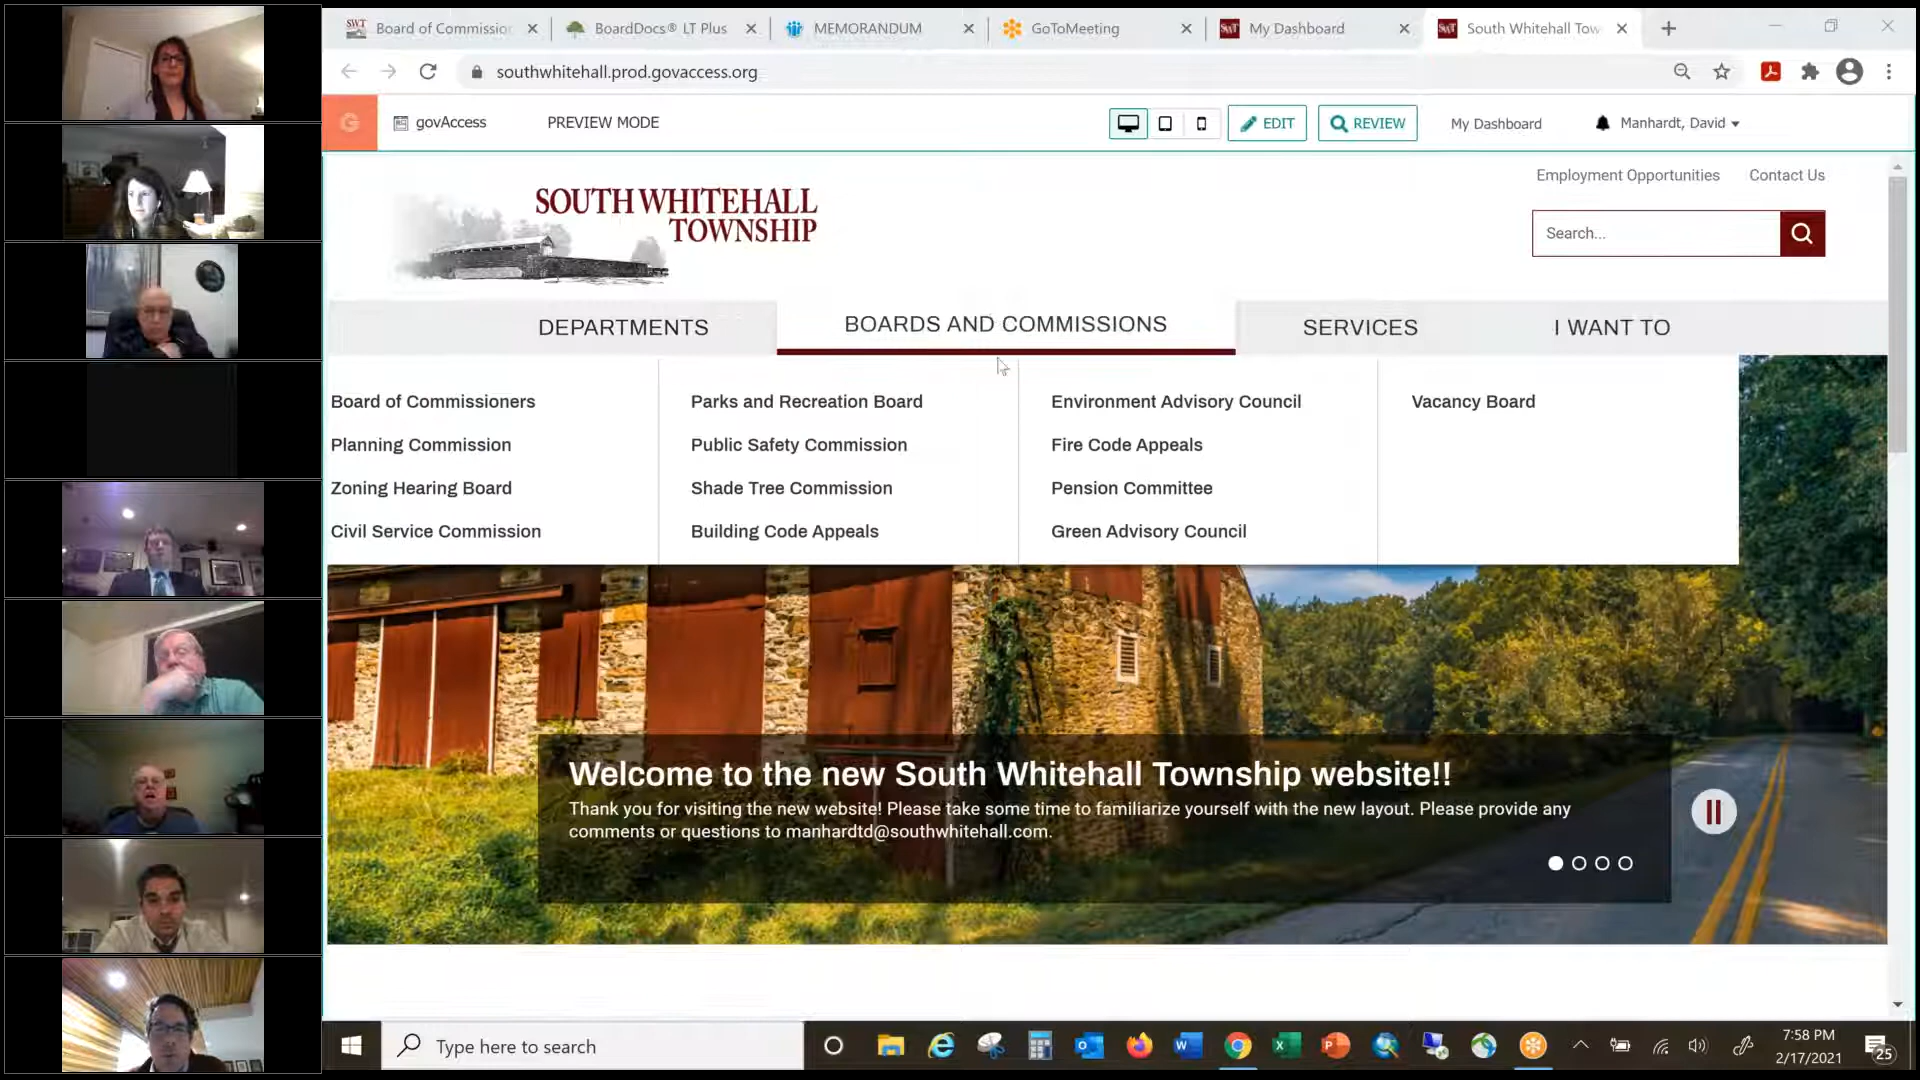 Board of Commissio
BoardDocs® LT Plus
MEMORANDUM
GoToMeeting
My Dashboard
South Whitehall Tow
southwhitehall.prod.govaccess.org
G
govAccess
PREVIEW MODE
EDIT
REVIEW
My Dashboard
Manhardt, David
Employment Opportunities
Contact Us
SOUTH WHITEHALL
TOWNSHIP
Search...
DEPARTMENTS
BOARDS AND COMMISSIONS
SERVICES
I WANT TO
Board of Commissioners
Planning Commission
Zoning Hearing Board
Civil Service Commission
Parks and Recreation Board
Public Safety Commission
Shade Tree Commission
Building Code Appeals
Environment Advisory Council
Fire Code Appeals
Pension Committee
Green Advisory Council
Vacancy Board
Welcome to the new South Whitehall Township website!!
Thank you for visiting the new website! Please take some time to familiarize yourself with the new layout. Please provide any
comments or questions to manhardtd@southwhitehall.com.
Type here to search
7:58 PM
2/17/2021
25